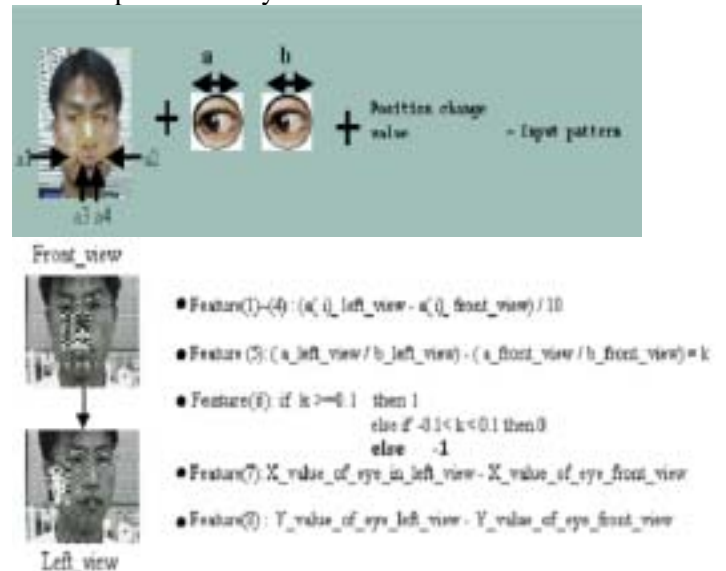 a b
Position change
value
- Input pattern
a1 a2
a3 a4
Front_view
Feature(1)-(4) : (a( i)_left_view - a( i)_front_view) / 10
Feature (5): ( a_left_view / b_left_view) - ( a_front_view / b_front_view) = k
Feature(6): if k >=0.1 then 1
else if -0.1< k < 0.1 then 0
else -1
Feature(7): X_value_of_eye_in_left_view - X_value_of_eye_front_view
Feature(8) : Y_value_of_eye_left_view - Y_value_of_eye_front_view
Left_view